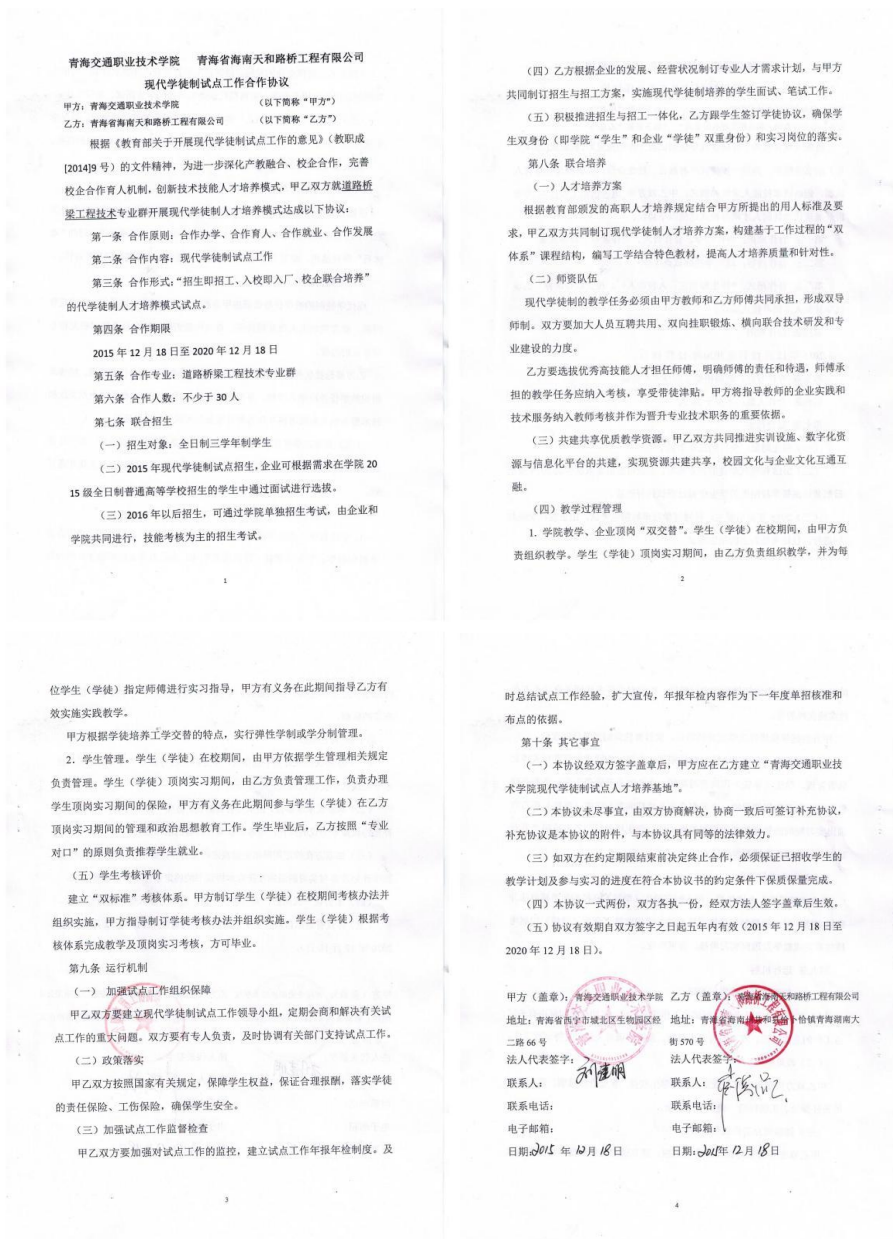 青海交通职业技术学院 青海省海南天和路桥工程有限公司
现代学徒制试点工作合作协议
甲方：青海交通职业技术学院 （以下简称“甲方”）
乙方：青海省海南天和路桥工程有限公司 （以下简称“乙方”）
根据《教育部关于开展现代学徒制试点工作的意见》（教职成
[2014]9 号）的文件精神，为进一步深化产教融合、校企合作，完善
校企合作育人机制，创新技术技能人才培养模式，甲乙双方就道路桥
梁工程技术专业群开展现代学徒制人才培养模式达成以下协议：
第一条 合作原则：合作办学、合作育人、合作就业、合作发展
第二条 合作内容：现代学徒制试点工作
第三条 合作形式：“招生即招工、入校即入厂、校企联合培养”
的代学徒制人才培养模式试点。
第四条 合作期限
2015 年 12 月 18 日至 2020 年 12 月 18 日
第五条 合作专业：道路桥梁工程技术专业群
第六条 合作人数：不少于 30 人
第七条 联合招生
（一）招生对象：全日制三学年制学生
（二）2015 年现代学徒制试点招生，企业可根据需求在学院 20
15 级全日制普通高等学校招生的学生中通过面试进行选拔。
（三）2016 年以后招生，可通过学院单独招生考试，由企业和
学院共同进行，技能考核为主的招生考试。
1
（四）乙方根据企业的发展、经营状况制订专业人才需求计划，与甲方
共同制订招生与招工方案，实施现代学徒制培养的学生面试、笔试工作。
（五）积极推进招生与招工一体化，乙方跟学生签订学徒协议，确保学
生双身份（即学院“学生”和企业“学徒”双重身份）和实习岗位的落实。
第八条 联合培养
（一）人才培养方案
根据教育部颁发的高职人才培养规定结合甲方所提出的用人标准及要
求，甲乙双方共同制订现代学徒制人才培养方案，构建基于工作过程的“双
体系”课程结构，编写工学结合特色教材，提高人才培养质量和针对性。
（二）师资队伍
现代学徒制的教学任务必须由甲方教师和乙方师傅共同承担，形成双导
师制。双方要加大人员互聘共用、双向挂职锻炼、横向联合技术研发和专
业建设的力度。
乙方要选拔优秀高技能人才担任师傅，明确师傅的责任和待遇，师傅承
担的教学任务应纳入考核，享受带徒津贴。甲方将指导教师的企业实践和
技术服务纳入教师考核并作为晋升专业技术职务的重要依据。
（三）共建共享优质教学资源。甲乙双方共同推进实训设施、数字化资
源与信息化平台的共建，实现资源共建共享，校园文化与企业文化互通互
融。
（四）教学过程管理
1. 学院教学、企业顶岗“双交替”。学生（学徒）在校期间，由甲方负
责组织教学。学生（学徒）顶岗实习期间，由乙方负责组织教学，并为每
2
位学生（学徒）指定师傅进行实习指导，甲方有义务在此期间指导乙方有
效实施实践教学。
甲方根据学徒培养工学交替的特点，实行弹性学制或学分制管理。
2. 学生管理。学生（学徒）在校期间，由甲方依据学生管理相关规定
负责管理。学生（学徒）顶岗实习期间，由乙方负责管理工作，负责办理
学生顶岗实习期间的保险，甲方有义务在此期间参与学生（学徒）在乙方
顶岗实习期间的管理和政治思想教育工作。学生毕业后，乙方按照“专业
对口”的原则负责推荐学生就业。
（五）学生考核评价
建立“双标准”考核体系。甲方制订学生（学徒）在校期间考核办法并
组织实施，甲方指导制订学徒考核办法并组织实施。学生（学徒）根据考
核体系完成教学及顶岗实习考核，方可毕业。
第九条 运行机制
（一） 加强试点工作组织保障
甲乙双方要建立现代学徒制试点工作领导小组，定期会商和解决有关试
点工作的重大问题。双方要有专人负责，及时协调有关部门支持试点工作。
（二）政策落实
甲乙双方按照国家有关规定，保障学生权益，保证合理报酬，落实学徒
的责任保险、工伤保险，确保学生安全。
（三）加强试点工作监督检查
甲乙双方要加强对试点工作的监控，建立试点工作年报年检制度。及
3
时总结试点工作经验，扩大宣传，年报年检内容作为下一年度单招核准和
布点的依据。
第十条 其它事宜
（一）本协议经双方签字盖章后，甲方应在乙方建立“青海交通职业技
术学院现代学徒制试点人才培养基地”。
（二）本协议未尽事宜，由双方协商解决，协商一致后可签订补充协议，
补充协议是本协议的附件，与本协议具有同等的法律效力。
（三）如双方在约定期限结束前决定终止合作，必须保证已招收学生的
教学计划及参与实习的进度在符合本协议书的约定条件下保质保量完成。
（四）本协议一式两份，双方各执一份，经双方法人签字盖章后生效。
（五）协议有效期自双方签字之日起五年内有效（2015 年 12 月 18 日至
2020 年 12 月 18 日）。
甲方（盖章）：青海交通职业技术学院 乙方（盖章）：青海省海南天和路桥工程有限公司
地址：青海省西宁市城北区生物园区经 地址：青海省海南州恰卜恰镇青海湖南大
二路 66 号 街 570 号
法人代表签字： 刘建明 法人代表签字：
联系人： 联系人：
联系电话： 联系电话：
电子邮箱： 电子邮箱：
日期：2015 年 12 月 18 日 日期：2015 年 12 月 18 日
4